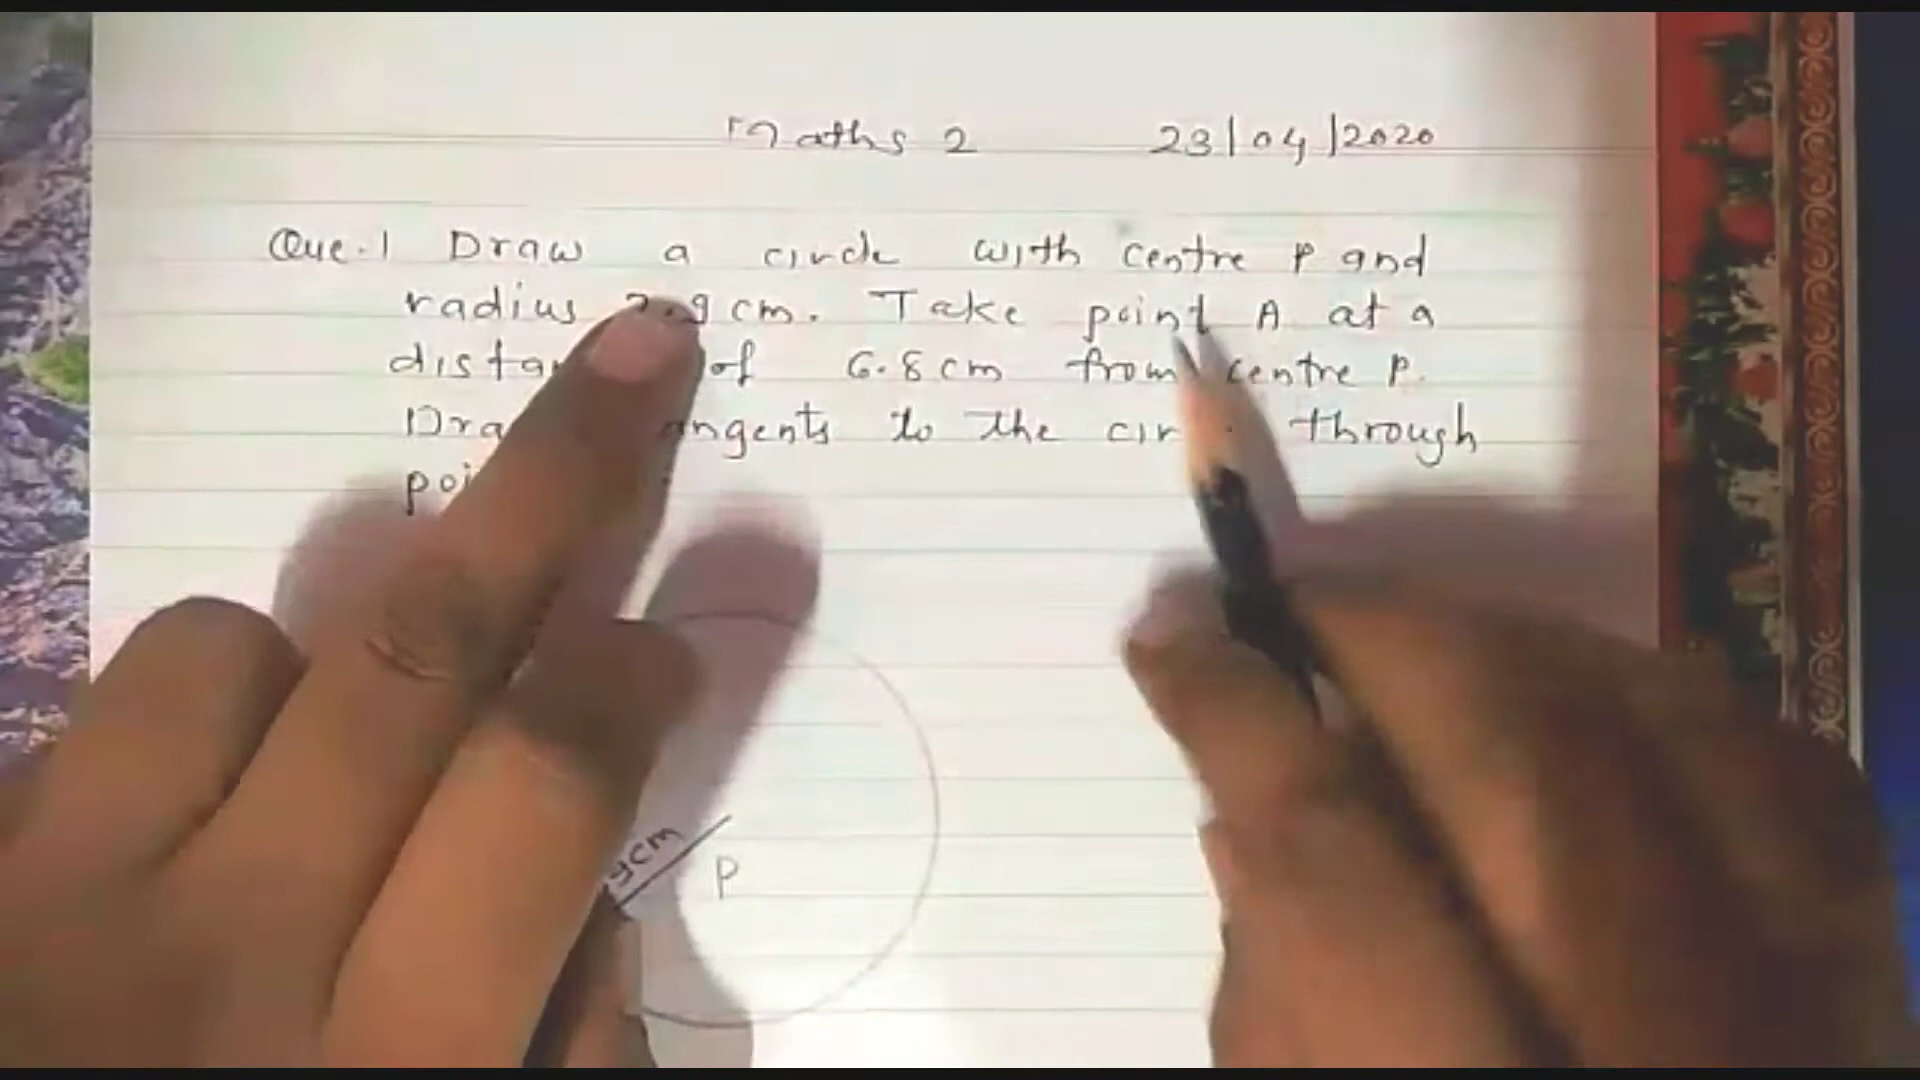 Maths 2 23/04/2020
Que.1 Draw a circle with centre P and
radius cm. Take point A at a
of 6.8 cm from centre P.
to the through
cm
P